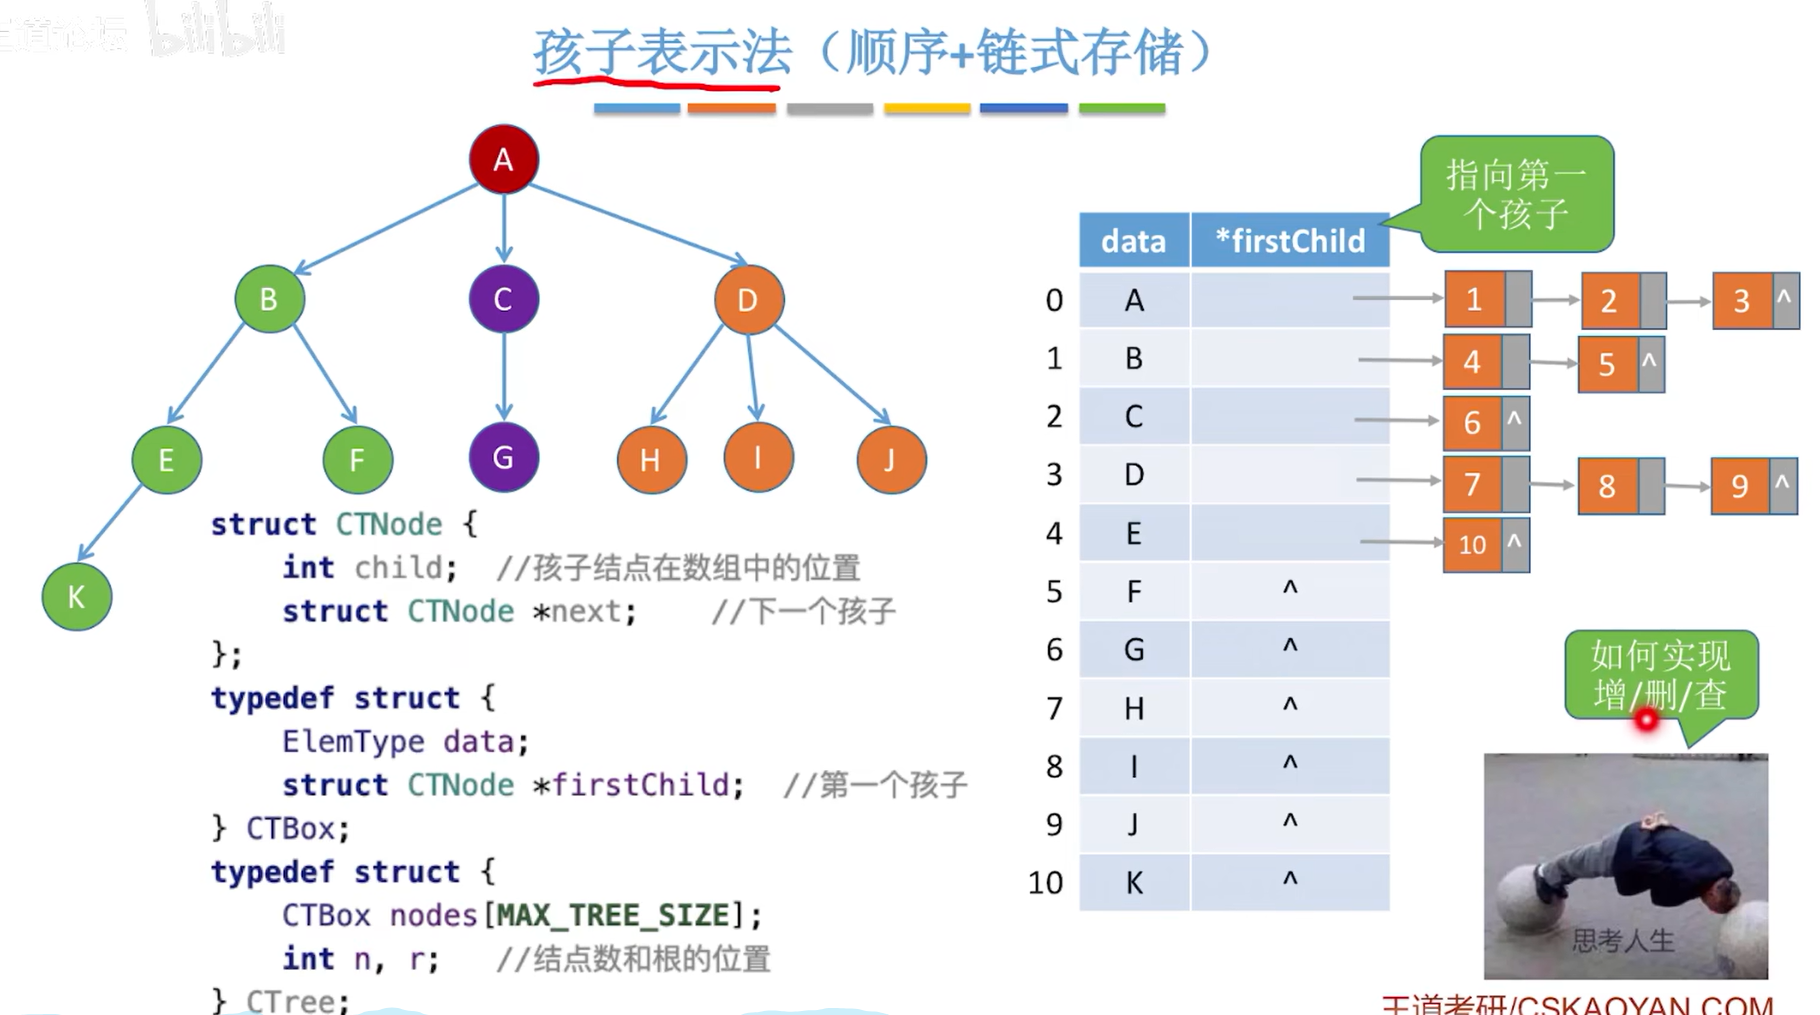 王道论坛 bilibili
孩子表示法（顺序+链式存储）
A
B C D
E F G H I J
K
struct CTNode {
int child; //孩子结点在数组中的位置
struct CTNode *next; //下一个孩子
};
typedef struct {
ElemType data;
struct CTNode *firstChild; //第一个孩子
} CTBox;
typedef struct {
CTBox nodes[MAX_TREE_SIZE];
int n, r; //结点数和根的位置
} CTree;
指向第一
个孩子
data *firstChild
0 A 1 2 3 ^
1 B 4 5 ^
2 C 6 ^
3 D 7 8 9 ^
4 E 10 ^
5 F ^
6 G ^
7 H ^
8 I ^
9 J ^
10 K ^
如何实现
增/删/查
思考人生
王道考研/CSKAOYAN.COM